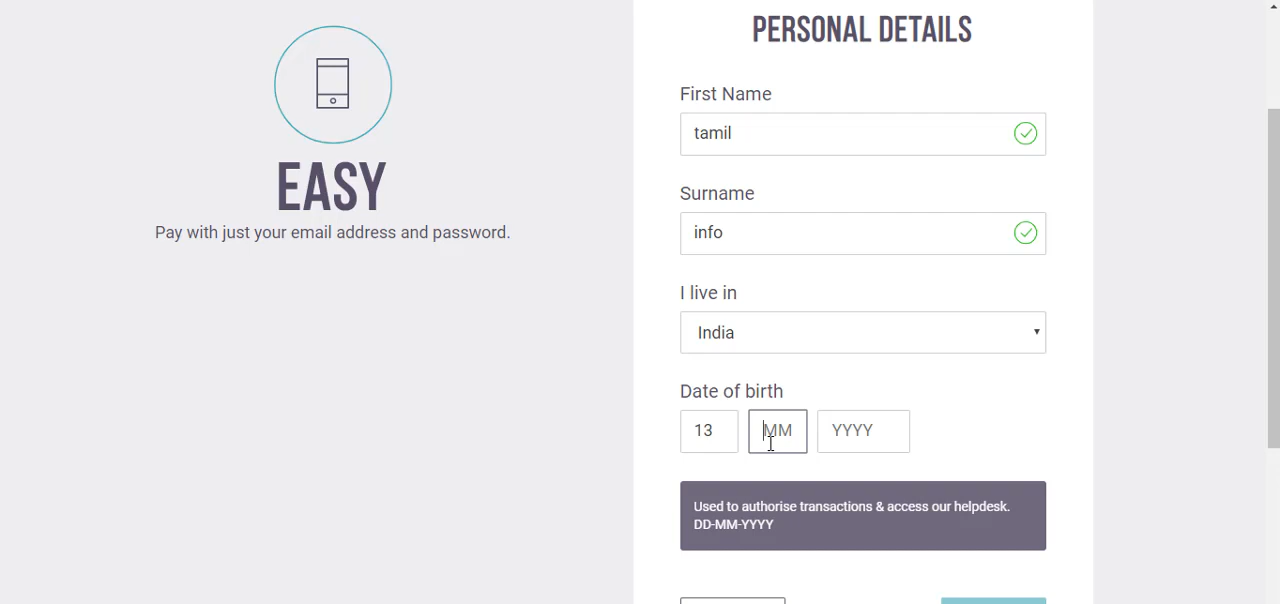 EASY
Pay with just your email address and password.
PERSONAL DETAILS
First Name
tamil
Surname
info
I live in
India
Date of birth
13 MM YYYY
Used to authorise transactions & access our helpdesk.
DD-MM-YYYY